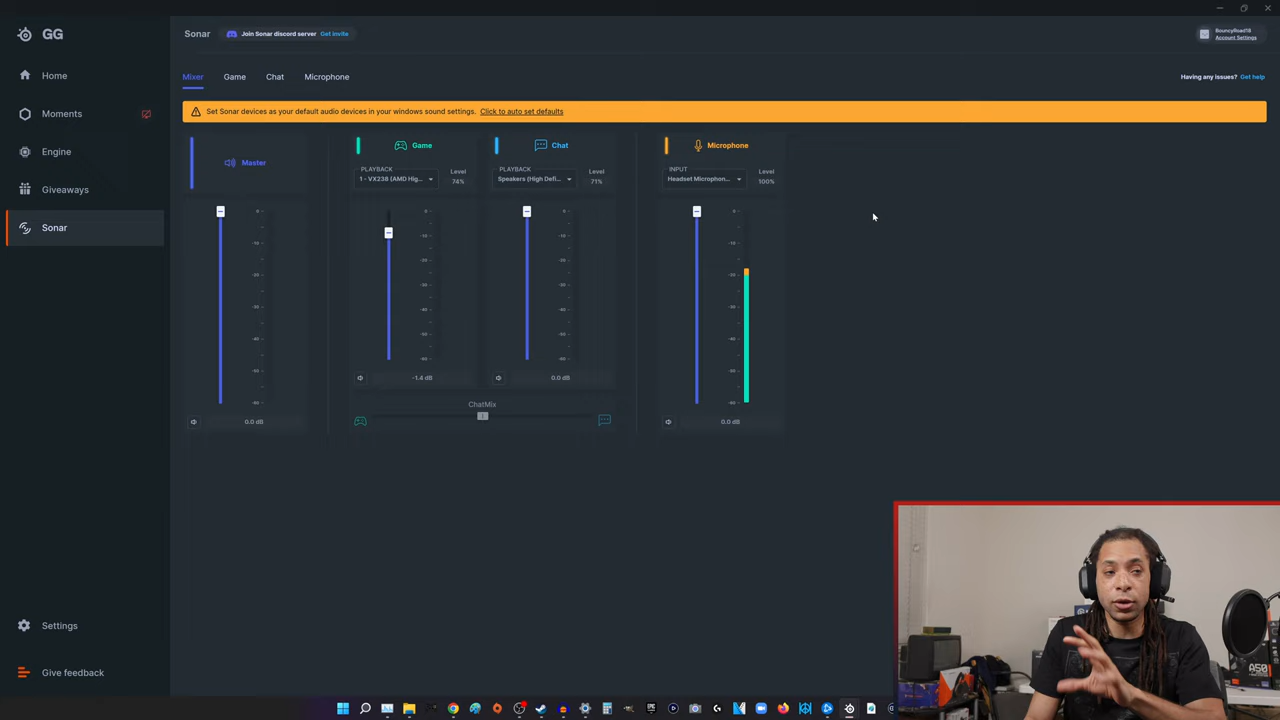 GG
Sonar
Join Sonar discord server Get invite
BouncyRoad18
Account Settings
Home
Moments
Engine
Giveaways
Sonar
Settings
Give feedback
Mixer Game Chat Microphone
Having any issues? Get help
Set Sonar devices as your default audio devices in your windows sound settings. Click to auto set defaults
Master
0.0 dB
Game
PLAYBACK
1 - VX238 (AMD Hig...
Level
74%
-1.4 dB
Chat
PLAYBACK
Speakers (High Defi...
Level
71%
0.0 dB
ChatMix
Microphone
INPUT
Headset Microphon...
Level
100%
0.0 dB
A50